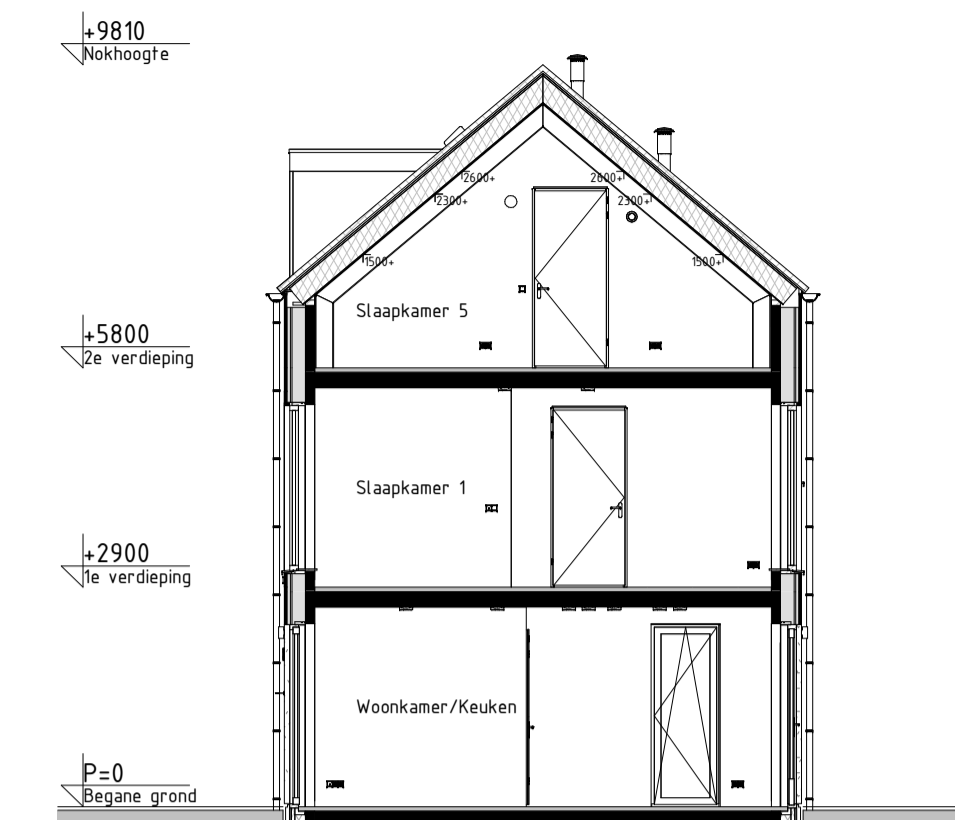 +9810
Nokhoogte
2600+
2600+
2300+
2300+
1500+
1500+
Slaapkamer 5
+5800
2e verdieping
Slaapkamer 1
+2900
1e verdieping
Woonkamer/Keuken
P=0
Begane grond